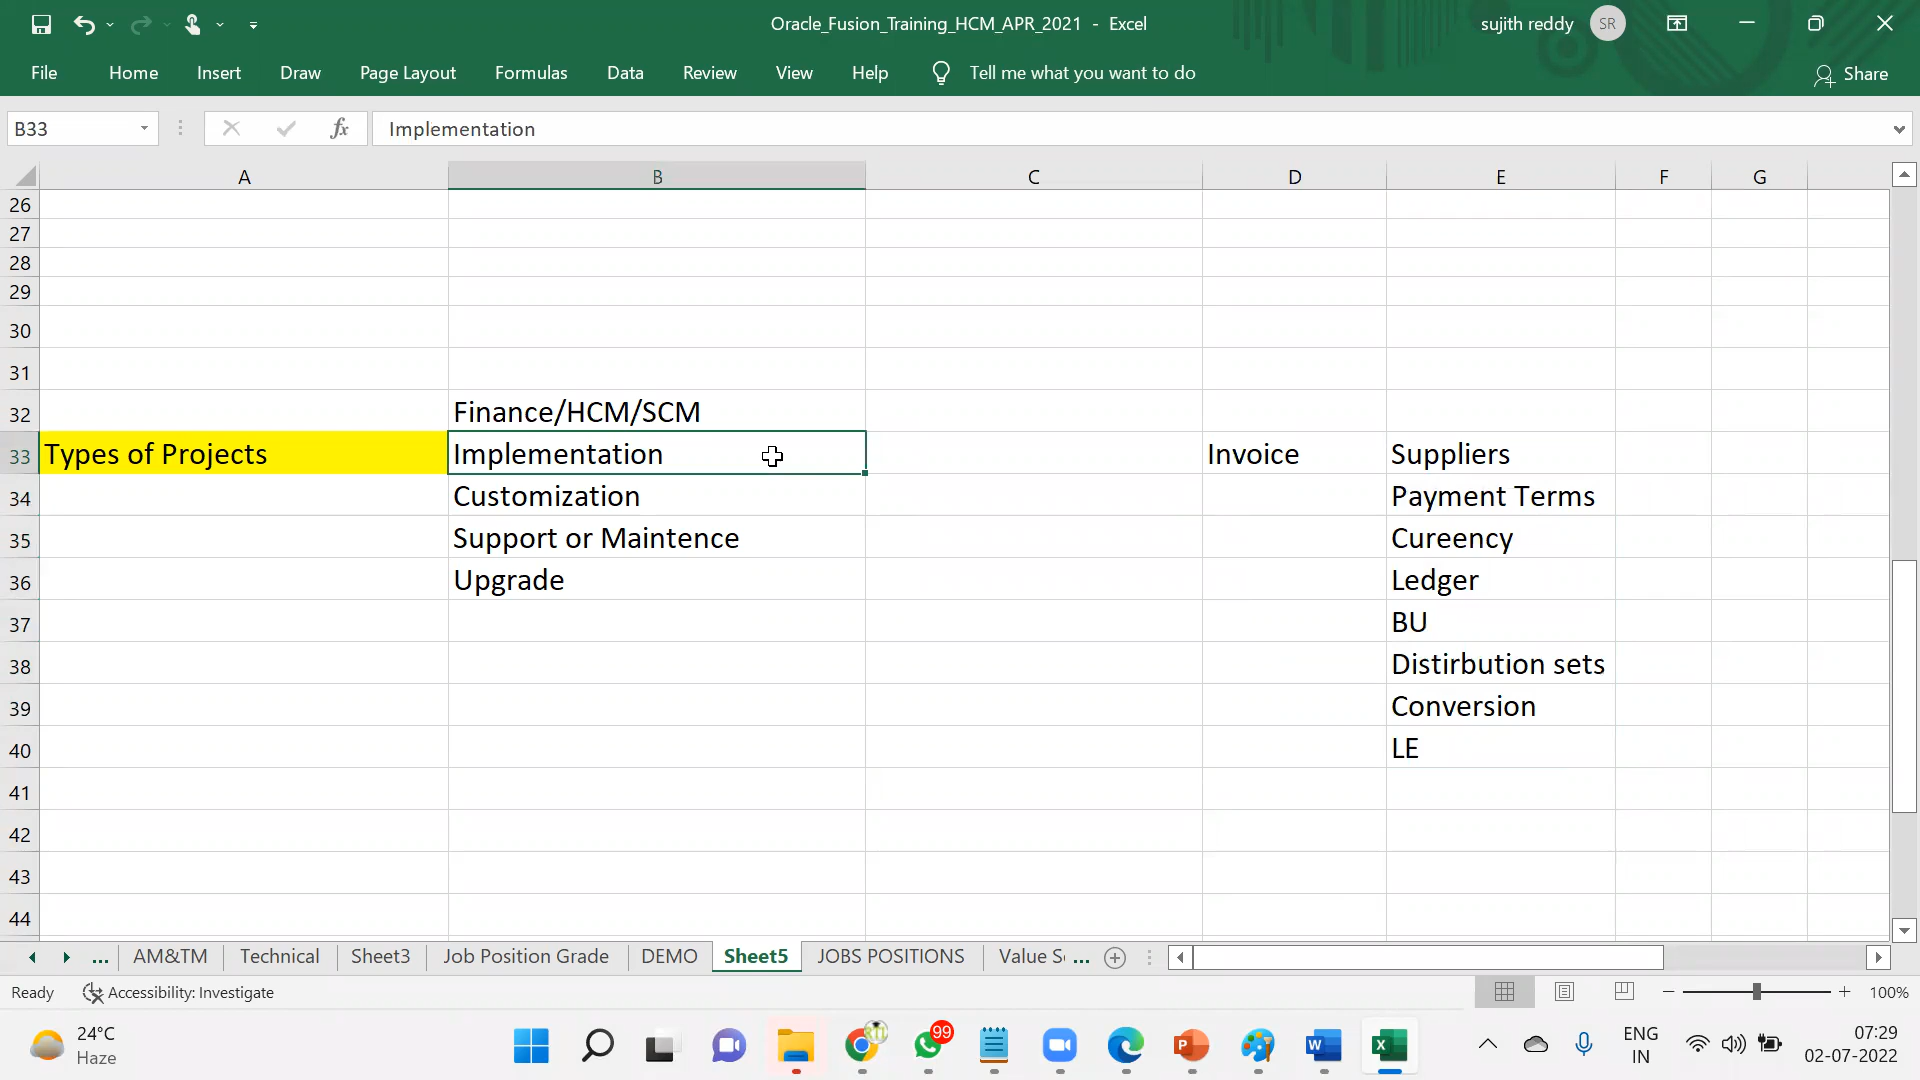 Oracle_Fusion_Training_HCM_APR_2021 - Excel
sujith reddy SR
File Home Insert Draw Page Layout Formulas Data Review View Help Tell me what you want to do Share
B33 fx Implementation
A B C D E F G
26
27
28
29
30
31
32 Finance/HCM/SCM
33 Types of Projects Implementation Invoice Suppliers
34 Customization Payment Terms
35 Support or Maintence Cureency
36 Upgrade Ledger
37 BU
38 Distirbution sets
39 Conversion
40 LE
41
42
43
44
... AM&TM Technical Sheet3 Job Position Grade DEMO Sheet5 JOBS POSITIONS Value S ...
Ready Accessibility: Investigate 100%
24°C
Haze
99
ENG
IN
07:29
02-07-2022